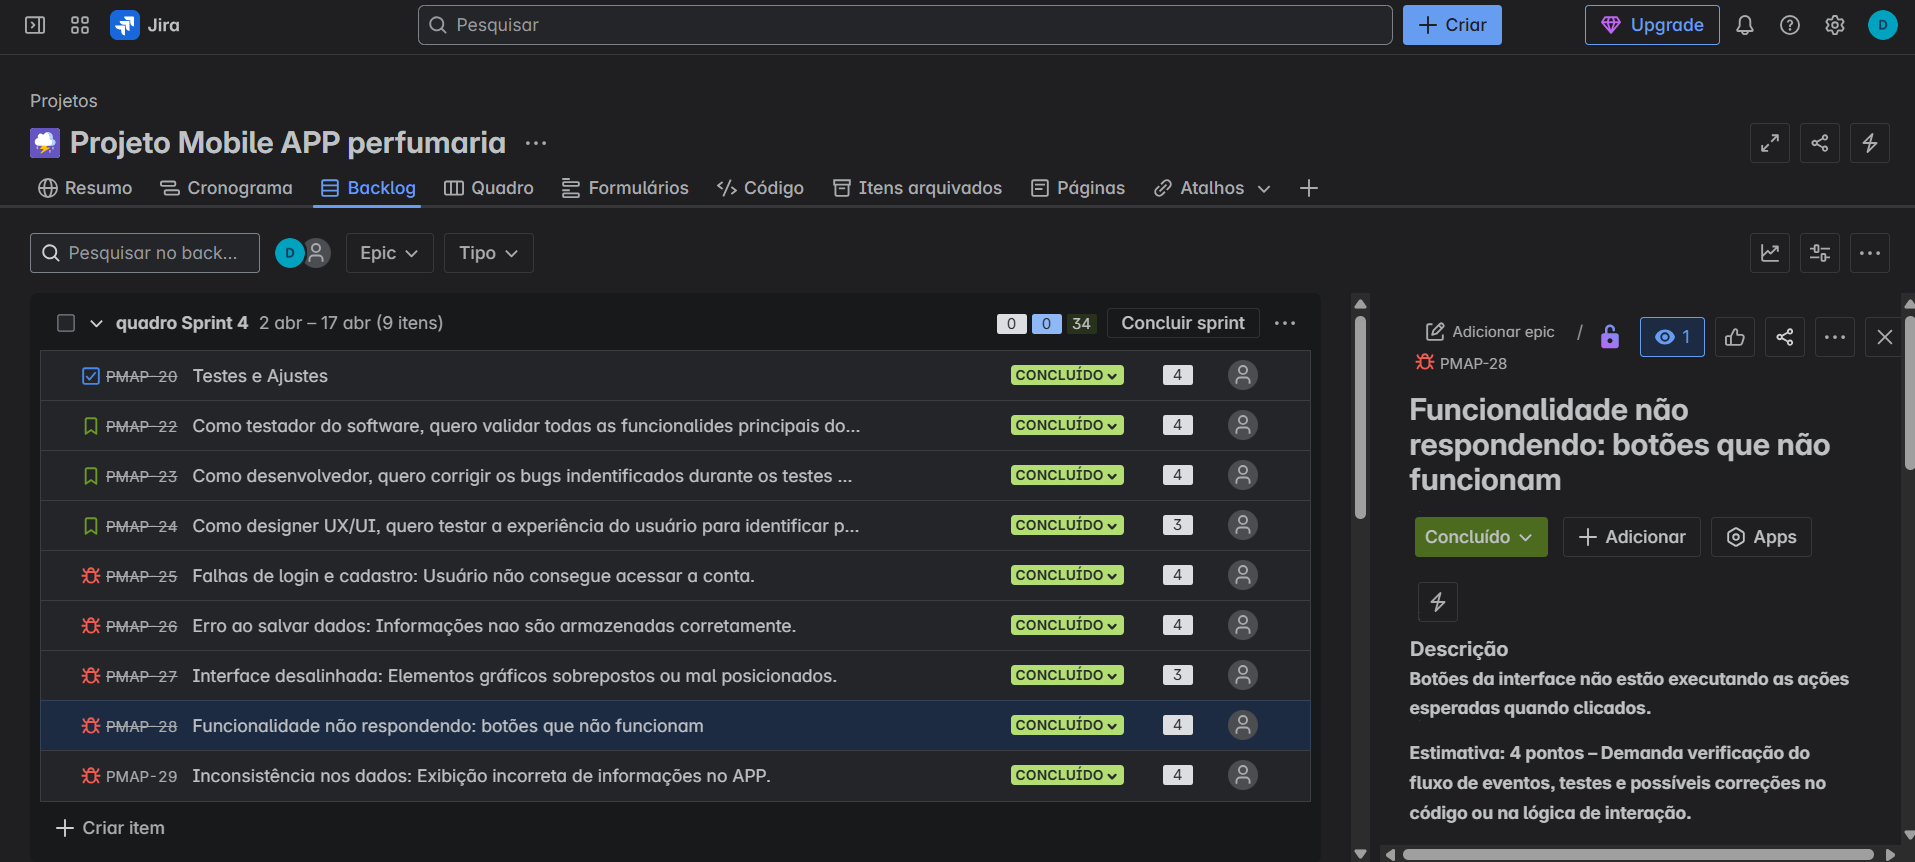 Jira
Pesquisar
Criar
Upgrade
D
Projetos
Projeto Mobile APP perfumaria
Resumo
Cronograma
Backlog
Quadro
Formulários
Código
Itens arquivados
Páginas
Atalhos
Pesquisar no back...
D
Epic
Tipo
quadro Sprint 4 2 abr – 17 abr (9 itens)
0 0 34 Concluir sprint
PMAP-20 Testes e Ajustes CONCLUÍDO 4
PMAP-22 Como testador do software, quero validar todas as funcionalides principais do... CONCLUÍDO 4
PMAP-23 Como desenvolvedor, quero corrigir os bugs indentificados durante os testes ... CONCLUÍDO 4
PMAP-24 Como designer UX/UI, quero testar a experiência do usuário para identificar p... CONCLUÍDO 3
PMAP-25 Falhas de login e cadastro: Usuário não consegue acessar a conta. CONCLUÍDO 4
PMAP-26 Erro ao salvar dados: Informações nao são armazenadas corretamente. CONCLUÍDO 4
PMAP-27 Interface desalinhada: Elementos gráficos sobrepostos ou mal posicionados. CONCLUÍDO 3
PMAP-28 Funcionalidade não respondendo: botões que não funcionam CONCLUÍDO 4
PMAP-29 Inconsistência nos dados: Exibição incorreta de informações no APP. CONCLUÍDO 4
Criar item
Adicionar epic /
1
PMAP-28
Funcionalidade não
respondendo: botões que não
funcionam
Concluído
Adicionar
Apps
Descrição
Botões da interface não estão executando as ações
esperadas quando clicados.
Estimativa: 4 pontos – Demanda verificação do
fluxo de eventos, testes e possíveis correções no
código ou na lógica de interação.